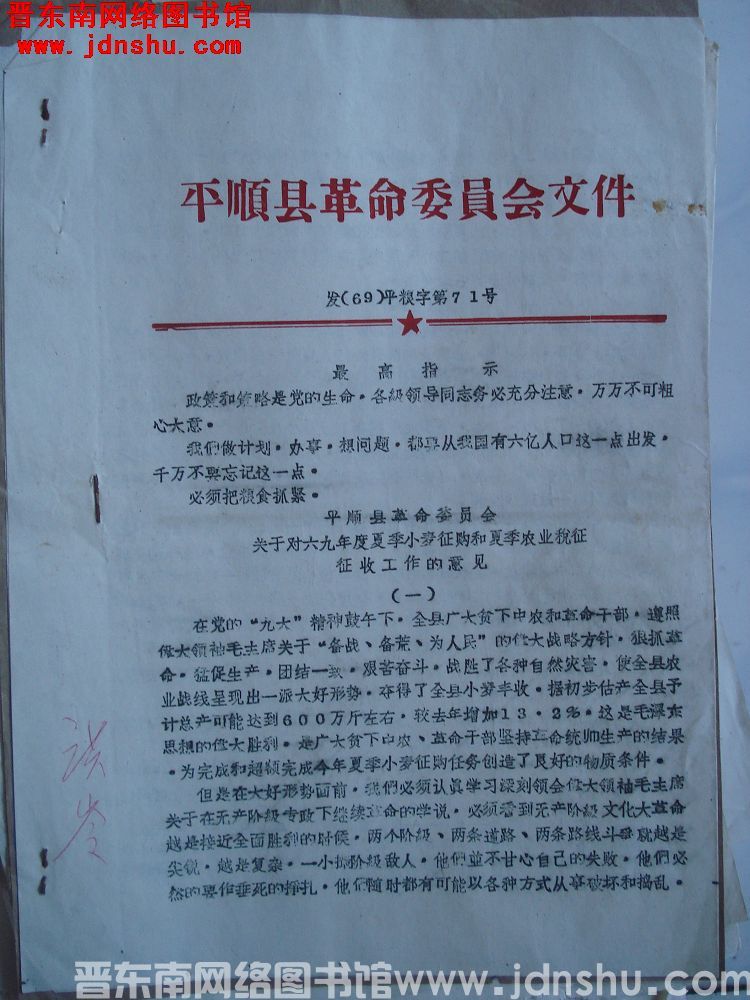 晋东南网络图书馆
www.jdnshu.com
平順县革命委員会文件
发(69)平粮字第71号
最高指示
政策和策略是党的生命。各級领导同志务必充分注意。万万不可粗
心大意。
我們做计划。办事。想问题。都要从我国有六亿人口这一点出发。
千万不要忘记这一点。
必须把粮食抓紧。
平顺县革命委员会
关于对六九年度夏季小麦征购和夏季农业税征
征收工作的意见
(一)
在党的“九大”精神鼓午下。全县广大贫下中农和革命干部。遵照
伟大领袖毛主席关于“备战、备荒、为人民”的伟大战略方针。狠抓革
命。猛促生产。团结一致。艰苦奋斗。战胜了各种自然灾害。使全县农
业战线呈现出一派大好形势。夺得了全县小麦丰收。据初步估产全县予
计总产可能达到600万斤左右。较去年增加13.2%。这是毛泽东
思想的伟大胜利。是广大贫下中农、革命干部坚持革命统帅生产的结果
。为完成和超额完成今年夏季小麦征购任务创造了良好的物质条件。
但是在大好形势面前。我們必须认真学习深刻领会伟大领袖毛主席
关于在无产阶级专政下继续革命的学说。必须看到无产阶级文化大革命
越是接近全面胜利的时候。两个阶级、两条道路、两条路线斗争就越是
尖锐。越是复杂。一小撮阶级敌人。他們並不甘心自己的失败。他們必
然的要作垂死的挣扎。他們随时都有可能以各种方式从事破坏和捣乱。
晋东南网络图书馆www.jdnshu.com